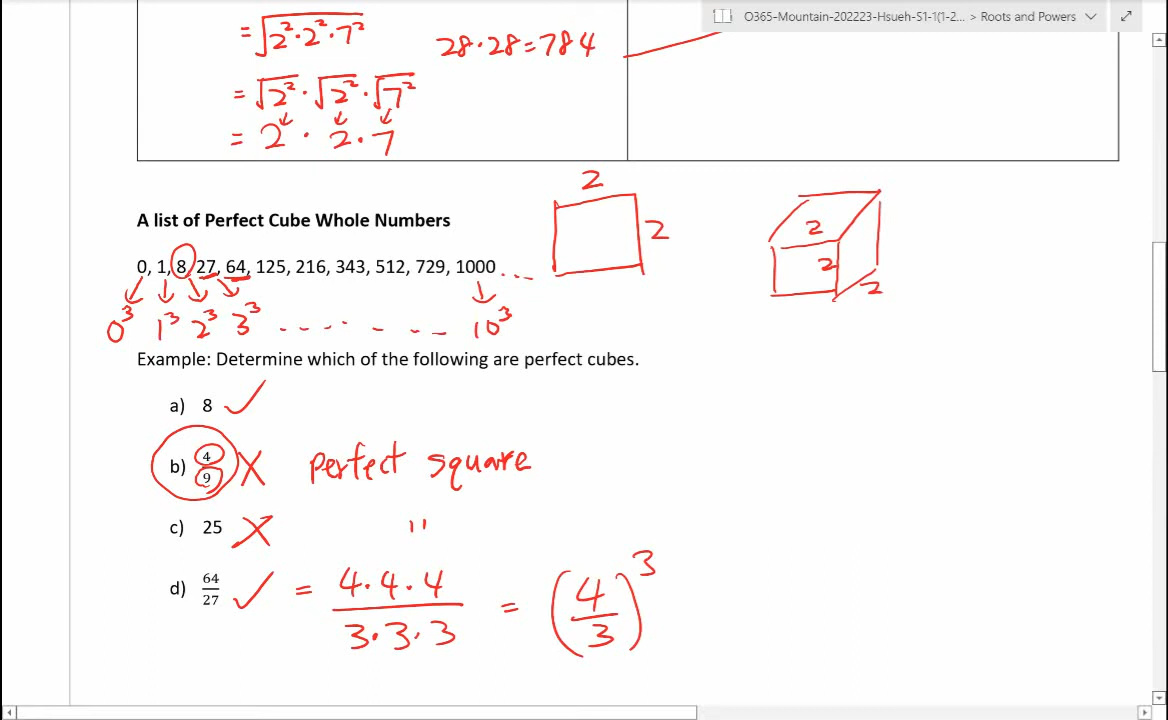 O365-Mountain-202223-Hsueh-S1-1(1-2... > Roots and Powers
= √2²·2²·7²
28·28=784
= √2² · √2² · √7²
= 2 · 2 · 7
2
2
A list of Perfect Cube Whole Numbers
2
2
2
0, 1, 8, 27, 64, 125, 216, 343, 512, 729, 1000 ...
0³ 1³ 2³ 3³ ........ 10³
Example: Determine which of the following are perfect cubes.
a) 8 ✓
b) 4/9 X perfect square
c) 25 X "
d) 64/27 ✓ = 4·4·4/3·3·3 = (4/3)³